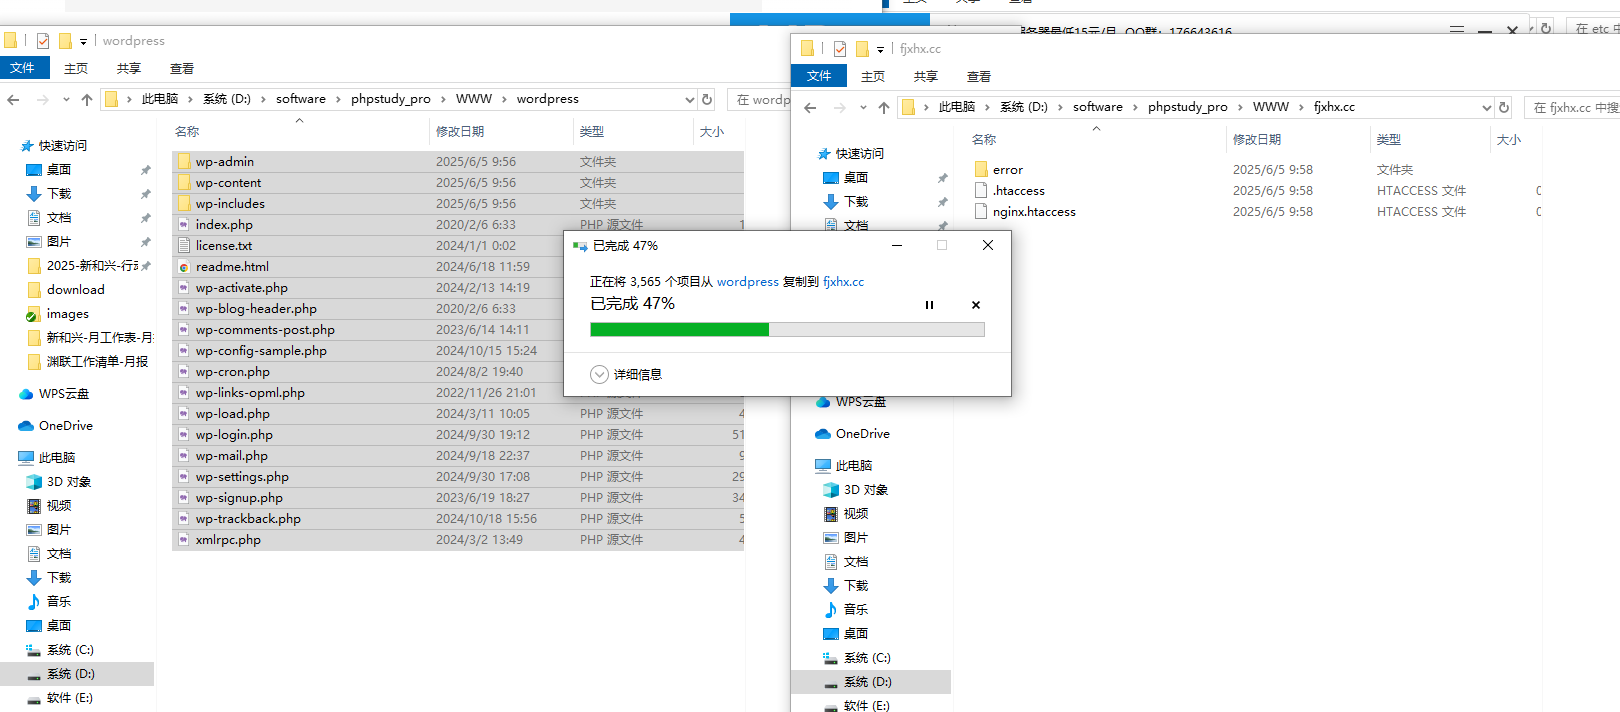 服务器最低15元/月 QQ群：176643616
在 etc 中
wordpress
文件
主页
共享
查看
此电脑 › 系统 (D:) › software › phpstudy_pro › WWW › wordpress
在 wordp
名称 修改日期 类型 大小
快速访问
桌面
下载
文档
图片
2025-新和兴-行动
download
images
新和兴-月工作表-月
渊联工作清单-月报
WPS云盘
OneDrive
此电脑
3D 对象
视频
图片
文档
下载
音乐
桌面
系统 (C:)
系统 (D:)
软件 (E:)
wp-admin 2025/6/5 9:56 文件夹
wp-content 2025/6/5 9:56 文件夹
wp-includes 2025/6/5 9:56 文件夹
index.php 2020/2/6 6:33 PHP 源文件 1
license.txt 2024/1/1 0:02
readme.html 2024/6/18 11:59
wp-activate.php 2024/2/13 14:19
wp-blog-header.php 2020/2/6 6:33
wp-comments-post.php 2023/6/14 14:11
wp-config-sample.php 2024/10/15 15:24
wp-cron.php 2024/8/2 19:40
wp-links-opml.php 2022/11/26 21:01
wp-load.php 2024/3/11 10:05 PHP 源文件 4
wp-login.php 2024/9/30 19:12 PHP 源文件 51
wp-mail.php 2024/9/18 22:37 PHP 源文件 9
wp-settings.php 2024/9/30 17:08 PHP 源文件 29
wp-signup.php 2023/6/19 18:27 PHP 源文件 34
wp-trackback.php 2024/10/18 15:56 PHP 源文件 5
xmlrpc.php 2024/3/2 13:49 PHP 源文件 4
已完成 47%
正在将 3,565 个项目从 wordpress 复制到 fjxhx.cc
已完成 47%
详细信息
fjxhx.cc
文件
主页
共享
查看
此电脑 › 系统 (D:) › software › phpstudy_pro › WWW › fjxhx.cc
在 fjxhx.cc 中搜
名称 修改日期 类型 大小
快速访问
桌面
下载
文档
WPS云盘
OneDrive
此电脑
3D 对象
视频
图片
文档
下载
音乐
桌面
系统 (C:)
系统 (D:)
软件 (E:)
error 2025/6/5 9:58 文件夹
.htaccess 2025/6/5 9:58 HTACCESS 文件 0
nginx.htaccess 2025/6/5 9:58 HTACCESS 文件 0